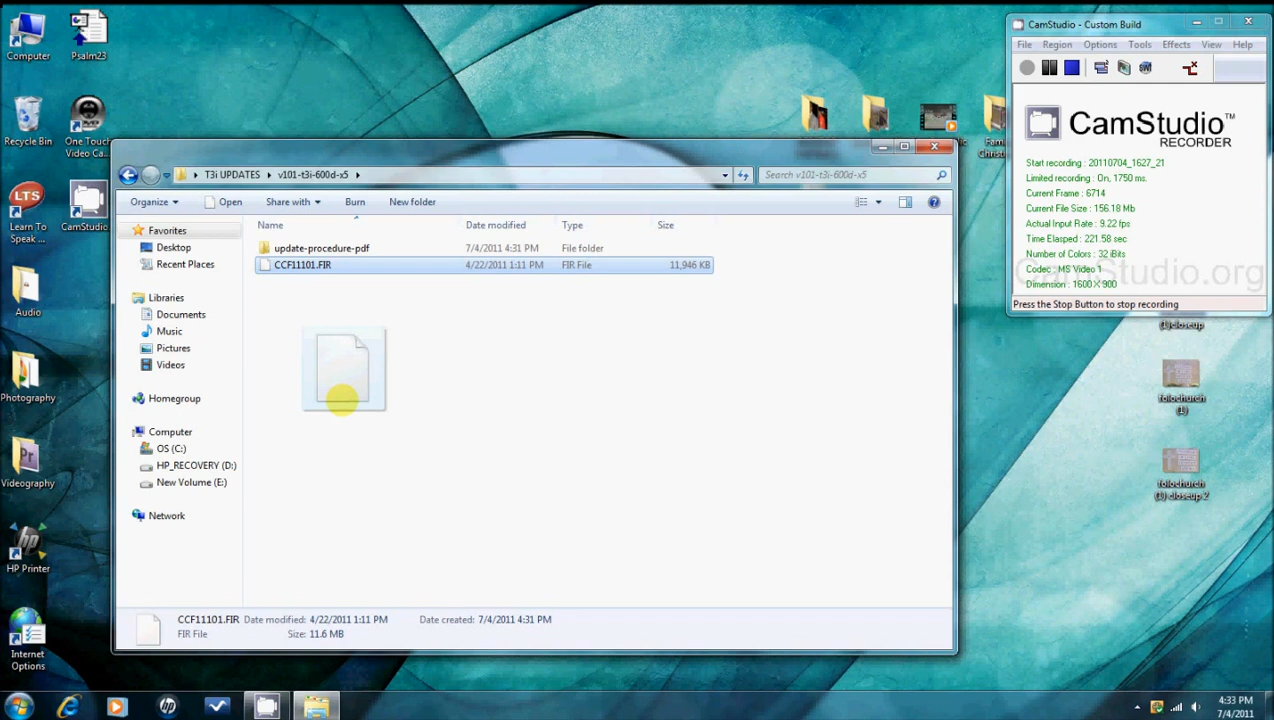 Computer
Psalm23
Recycle Bin
One Touch
Video Ca...
Learn To
Speak ...
CamStudio
Audio
Photography
Videography
HP Printer
Internet
Options
T3i UPDATES
v101-t3i-600d-x5
Search v101-t3i-600d-x5
Organize
Open
Share with
Burn
New folder
Favorites
Desktop
Recent Places
Libraries
Documents
Music
Pictures
Videos
Homegroup
Computer
OS (C:)
HP_RECOVERY (D:)
New Volume (E:)
Network
Name Date modified Type Size
update-procedure-pdf 7/4/2011 4:31 PM File folder
CCF11101.FIR 4/22/2011 1:11 PM FIR File 11,946 KB
CCF11101.FIR Date modified: 4/22/2011 1:11 PM Date created: 7/4/2011 4:31 PM
FIR File Size: 11.6 MB
CamStudio - Custom Build
File Region Options Tools Effects View Help
CamStudio™
RECORDER
Start recording : 20110704_1627_21
Limited recording : On, 1750 ms.
Current Frame : 6714
Current File Size : 156.18 Mb
Actual Input Rate : 9.22 fps
Time Elasped : 221.58 sec
Number of Colors : 32 iBits
Codec : MS Video 1
Dimension : 1600 X 900
CamStudio.org
Press the Stop Button to stop recording
(1)closeup
folochurch
(1)
folochurch
(1) closeup 2
4:33 PM
7/4/2011